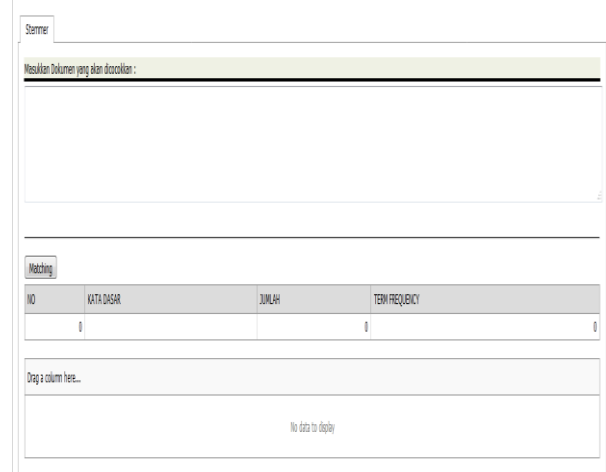 Stemmer
Masukkan Dokumen yang akan dicocokkan :
Matching
NO KATA DASAR JUMLAH TERM FREQUENCY
0 0 0
Drag a column here...
No data to display